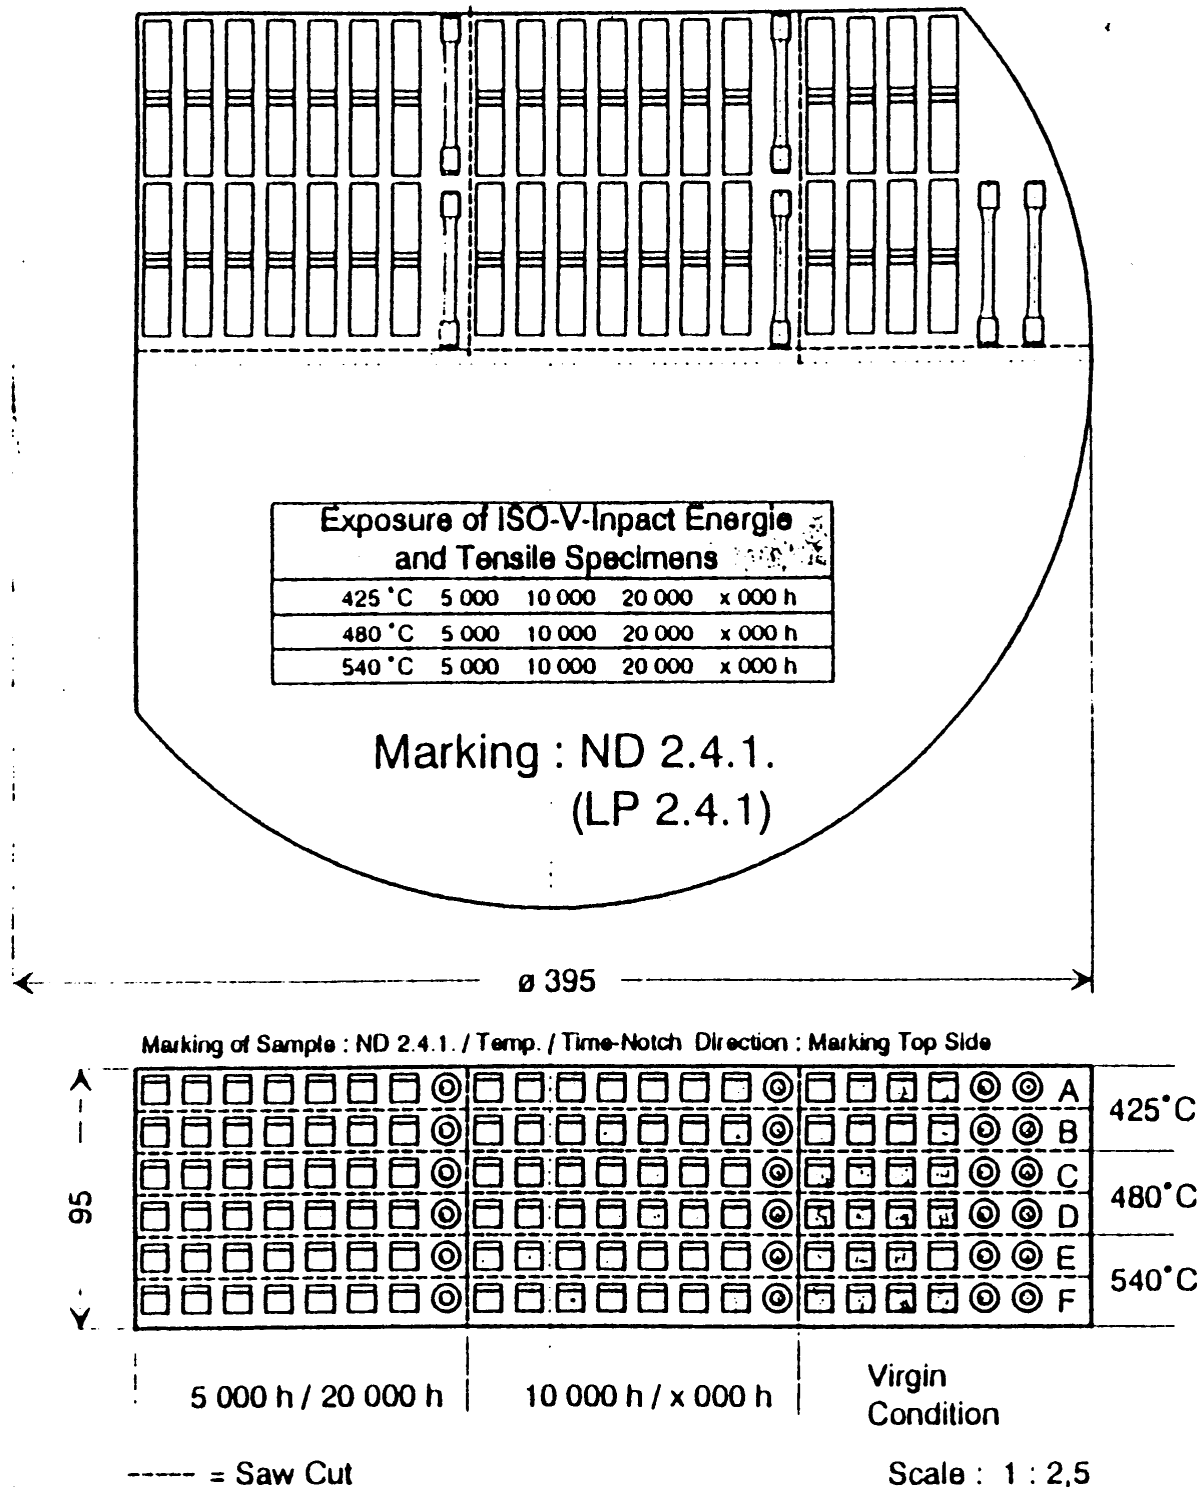 Exposure of ISO-V-Inpact Energie
and Tensile Specimens
425 °C 5 000 10 000 20 000 x 000 h
480 °C 5 000 10 000 20 000 x 000 h
540 °C 5 000 10 000 20 000 x 000 h
Marking : ND 2.4.1.
(LP 2.4.1)
ø 395
Marking of Sample : ND 2.4.1. / Temp. / Time-Notch Direction : Marking Top Side
A
425°C
B
C
480°C
D
E
540°C
F
95
5 000 h / 20 000 h
10 000 h / x 000 h
Virgin
Condition
----- = Saw Cut
Scale : 1 : 2,5